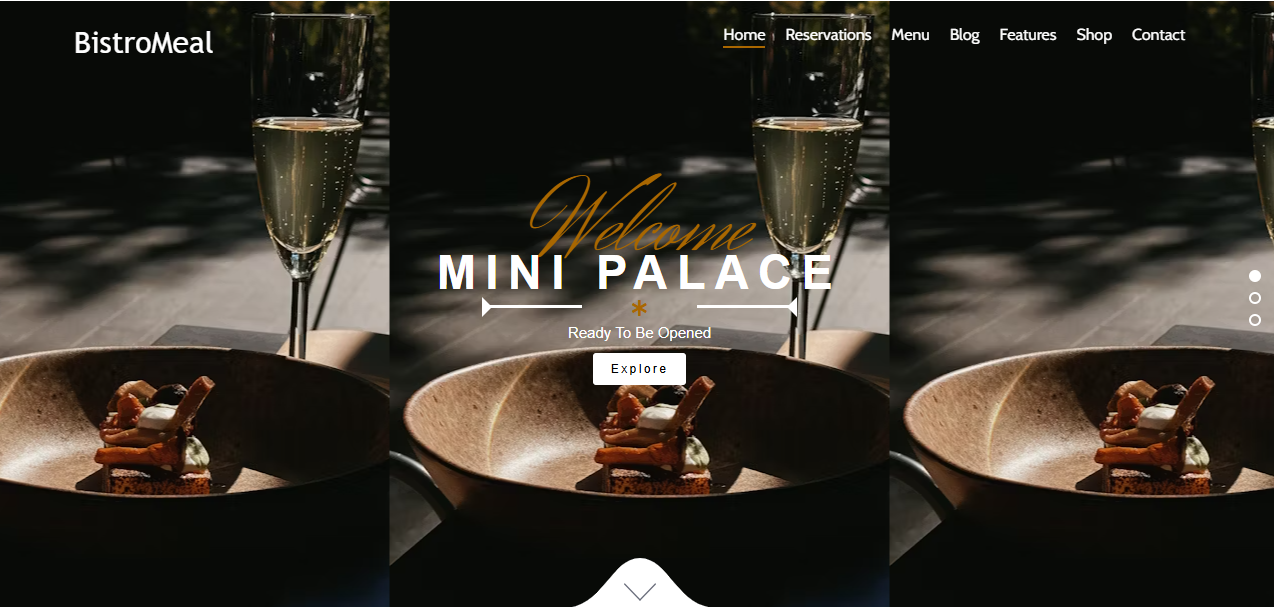 BistroMeal
Home Reservations Menu Blog Features Shop Contact
Welcome
MINI PALACE
*
Ready To Be Opened
Explore